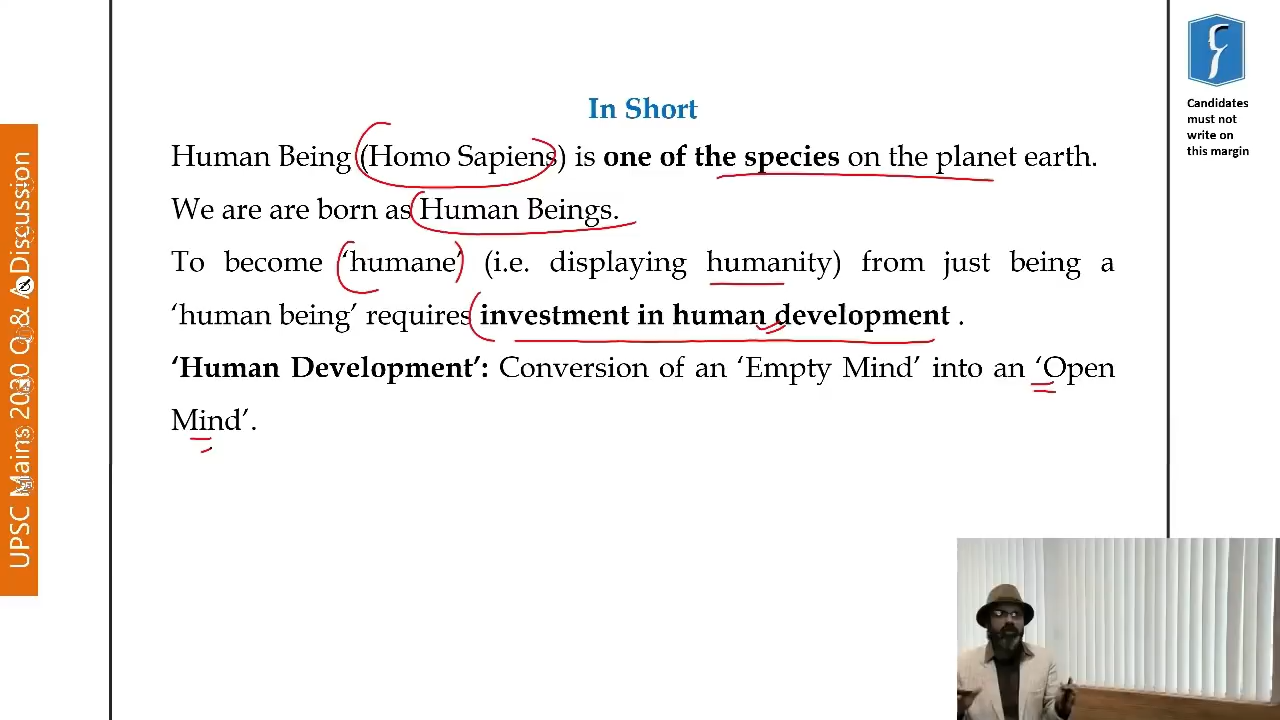 In Short
Human Being (Homo Sapiens) is one of the species on the planet earth.
We are are born as Human Beings.
To become ‘humane’ (i.e. displaying humanity) from just being a
‘human being’ requires investment in human development .
‘Human Development’: Conversion of an ‘Empty Mind’ into an ‘Open
Mind’.
Candidates
must not
write on
this margin
UPSC Mains 2020 Q & A Discussion